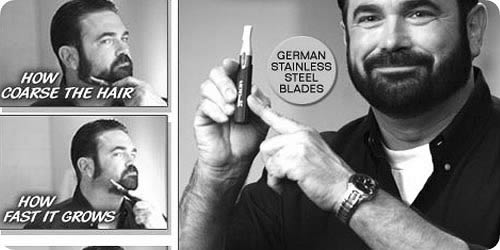 HOW
COARSE THE HAIR
HOW
FAST IT GROWS
GERMAN
STAINLESS
STEEL
BLADES